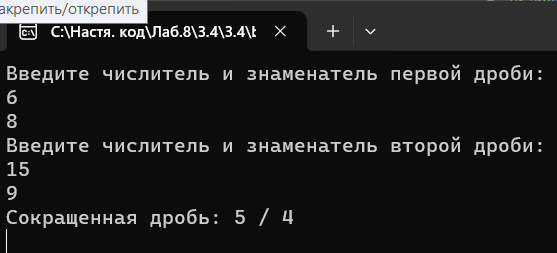 акрепить/открепить
C:\Настя. код\Лаб.8\3.4\3.4\b
Введите числитель и знаменатель первой дроби:
6
8
Введите числитель и знаменатель второй дроби:
15
9
Сокращенная дробь: 5 / 4